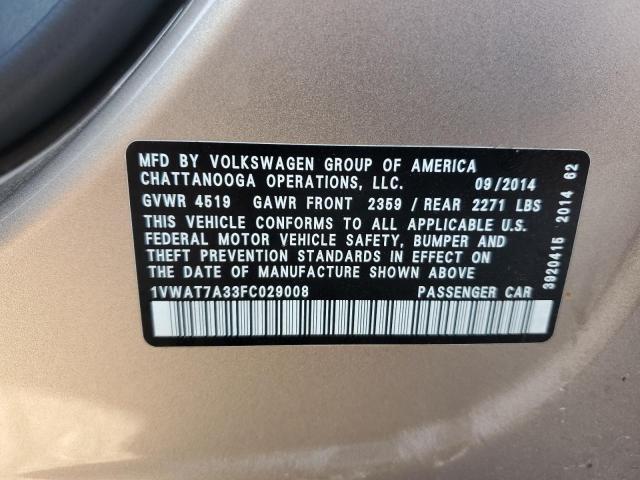 MFD BY VOLKSWAGEN GROUP OF AMERICA
CHATTANOOGA OPERATIONS, LLC. 09/2014
GVWR 4519 GAWR FRONT 2359 / REAR 2271 LBS
THIS VEHICLE CONFORMS TO ALL APPLICABLE U.S.
FEDERAL MOTOR VEHICLE SAFETY, BUMPER AND
THEFT PREVENTION STANDARDS IN EFFECT ON
THE DATE OF MANUFACTURE SHOWN ABOVE
1VWAT7A33FC029008 PASSENGER CAR
3920415 2014 62